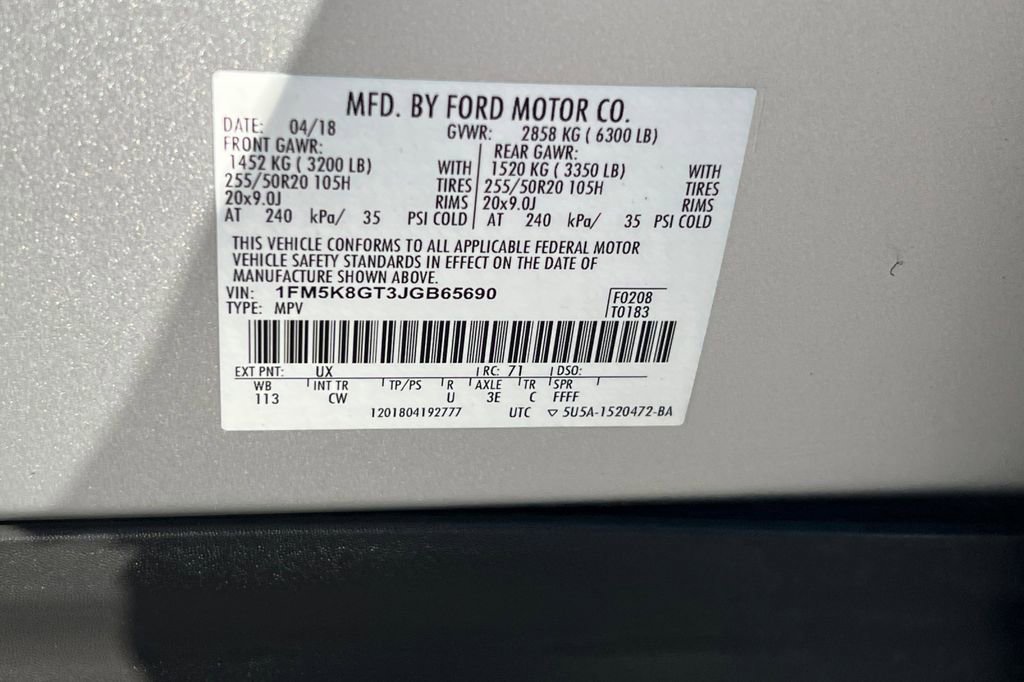 MFD. BY FORD MOTOR CO.
DATE: 04/18 GVWR: 2858 KG ( 6300 LB)
FRONT GAWR: REAR GAWR:
1452 KG ( 3200 LB) WITH 1520 KG ( 3350 LB) WITH
255/50R20 105H TIRES 255/50R20 105H TIRES
20x9.0J RIMS 20x9.0J RIMS
AT 240 kPa/ 35 PSI COLD AT 240 kPa/ 35 PSI COLD
THIS VEHICLE CONFORMS TO ALL APPLICABLE FEDERAL MOTOR
VEHICLE SAFETY STANDARDS IN EFFECT ON THE DATE OF
MANUFACTURE SHOWN ABOVE.
VIN: 1FM5K8GT3JGB65690 F0208
TYPE: MPV T0183
EXT PNT: UX RC: 71 DSO:
WB INT TR TP/PS R AXLE TR SPR
113 CW U 3E C FFFF
1201804192777 UTC ▽ 5U5A-1520472-BA